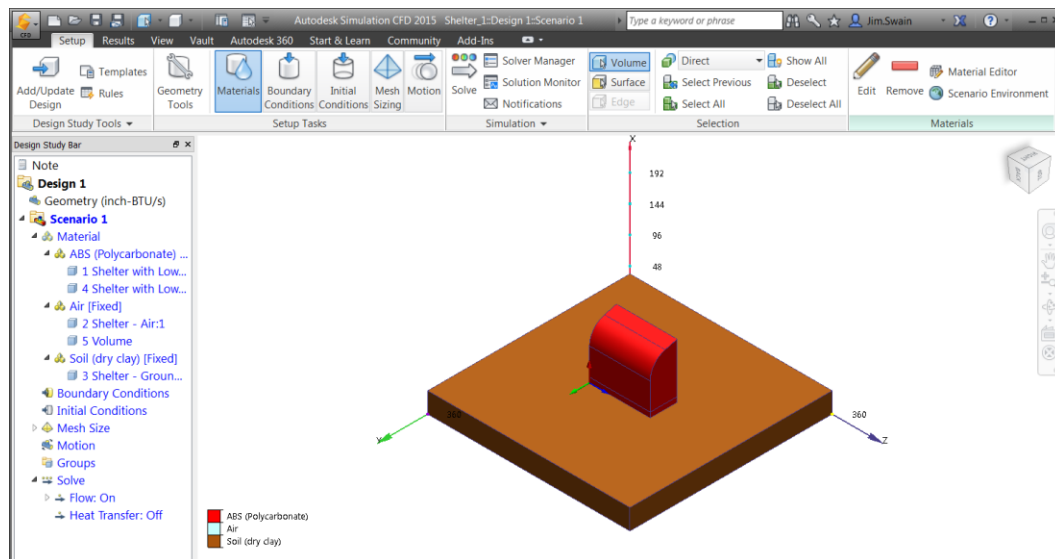 Autodesk Simulation CFD 2015 Shelter_1::Design 1::Scenario 1
Type a keyword or phrase
Jim.Swain
CFD
Setup Results View Vault Autodesk 360 Start & Learn Community Add-Ins
Add/Update Design
Templates
Rules
Geometry Tools
Materials
Boundary Conditions
Initial Conditions
Mesh Sizing
Motion
Solve
Solver Manager
Solution Monitor
Notifications
Volume
Surface
Edge
Direct
Select Previous
Select All
Show All
Deselect
Deselect All
Edit
Remove
Material Editor
Scenario Environment
Design Study Tools
Setup Tasks
Simulation
Selection
Materials
Design Study Bar
Note
Design 1
Geometry (inch-BTU/s)
Scenario 1
Material
ABS (Polycarbonate) ...
1 Shelter with Low...
4 Shelter with Low...
Air [Fixed]
2 Shelter - Air:1
5 Volume
Soil (dry clay) [Fixed]
3 Shelter - Groun...
Boundary Conditions
Initial Conditions
Mesh Size
Motion
Groups
Solve
Flow: On
Heat Transfer: Off
X
192
144
96
48
360
360
Y
Z
ABS (Polycarbonate)
Air
Soil (dry clay)